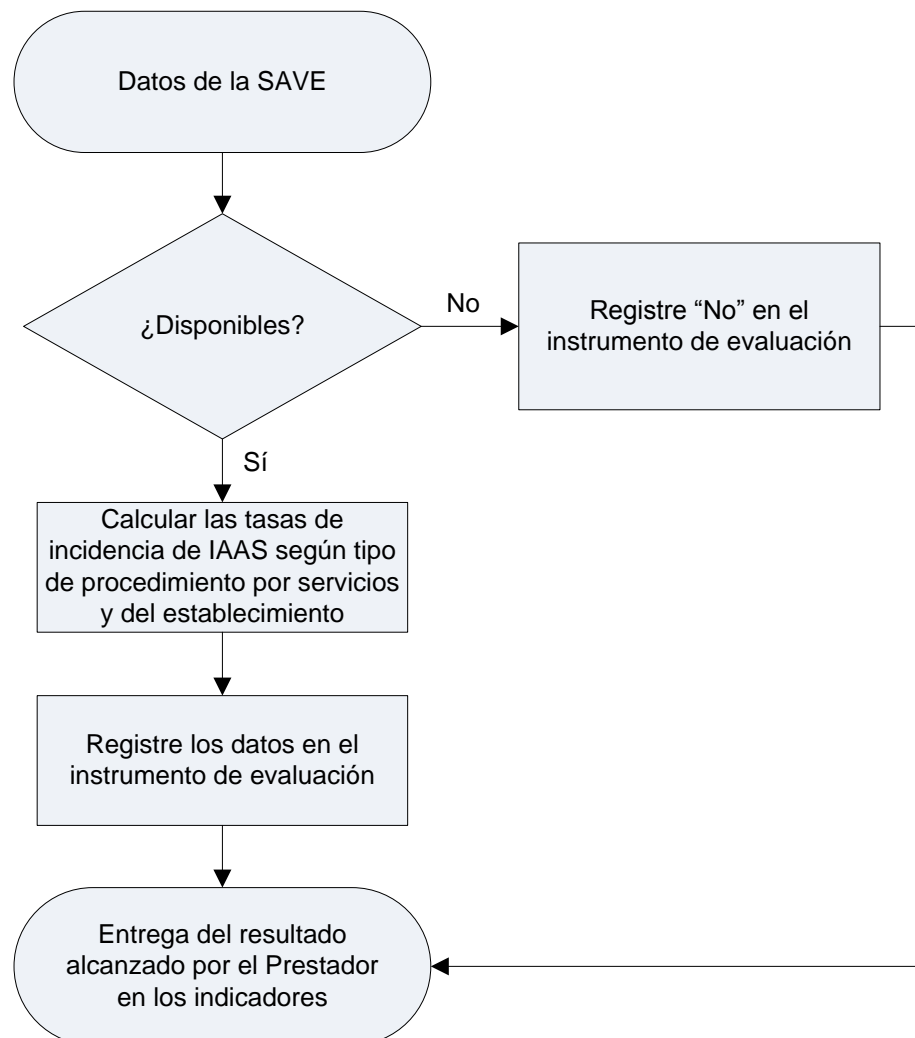 Datos de la SAVE
¿Disponibles?
No
Registre “No” en el
instrumento de evaluación
Sí
Calcular las tasas de
incidencia de IAAS según tipo
de procedimiento por servicios
y del establecimiento
Registre los datos en el
instrumento de evaluación
Entrega del resultado
alcanzado por el Prestador
en los indicadores